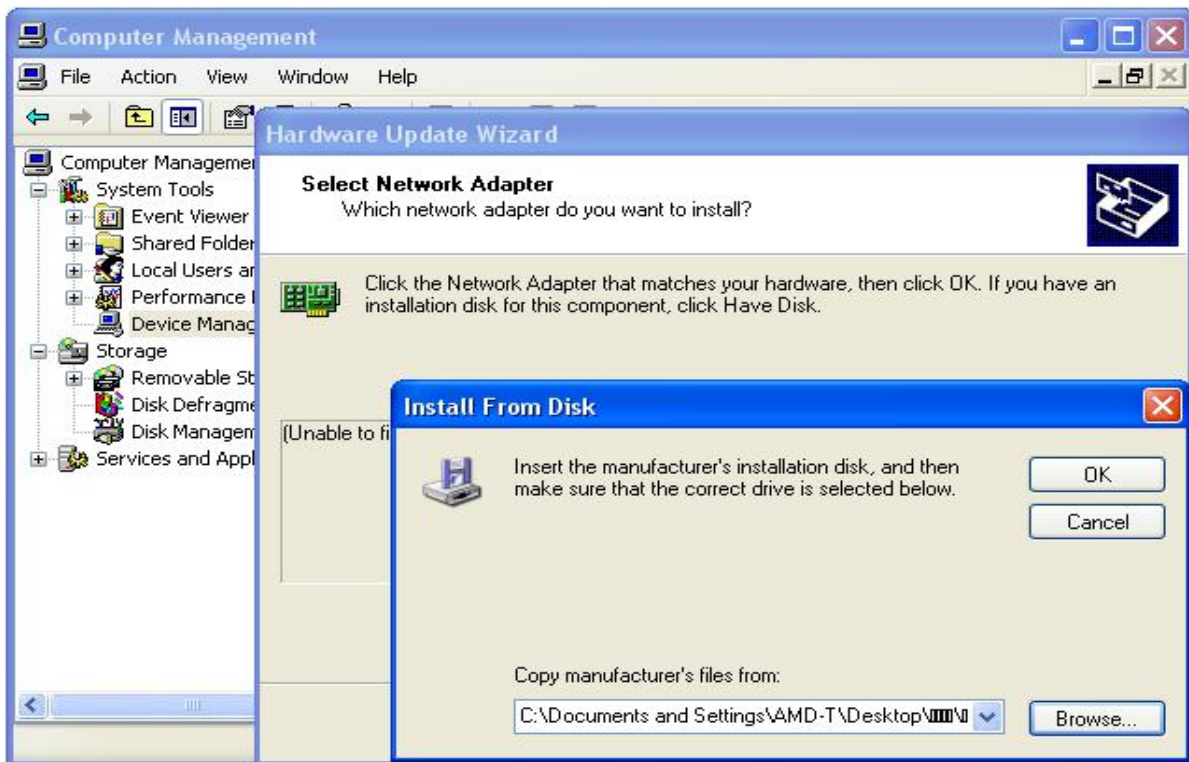 Computer Management
File Action View Window Help
Hardware Update Wizard
Computer Manageme
System Tools
Event Viewer
Shared Folder
Local Users ar
Performance
Device Manag
Storage
Removable St
Disk Defragme
Disk Managem
Services and Appl
Select Network Adapter
Which network adapter do you want to install?
Click the Network Adapter that matches your hardware, then click OK. If you have an
installation disk for this component, click Have Disk.
(Unable to fi
Install From Disk
Insert the manufacturer's installation disk, and then
make sure that the correct drive is selected below.
OK
Cancel
Copy manufacturer's files from:
C:\Documents and Settings\AMD-T\Desktop\
Browse...